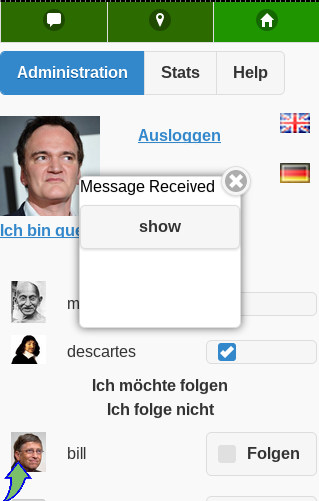 Administration Stats Help
Ausloggen
Message Received
Ich bin que
show
m
descartes
Ich möchte folgen
Ich folge nicht
bill Folgen